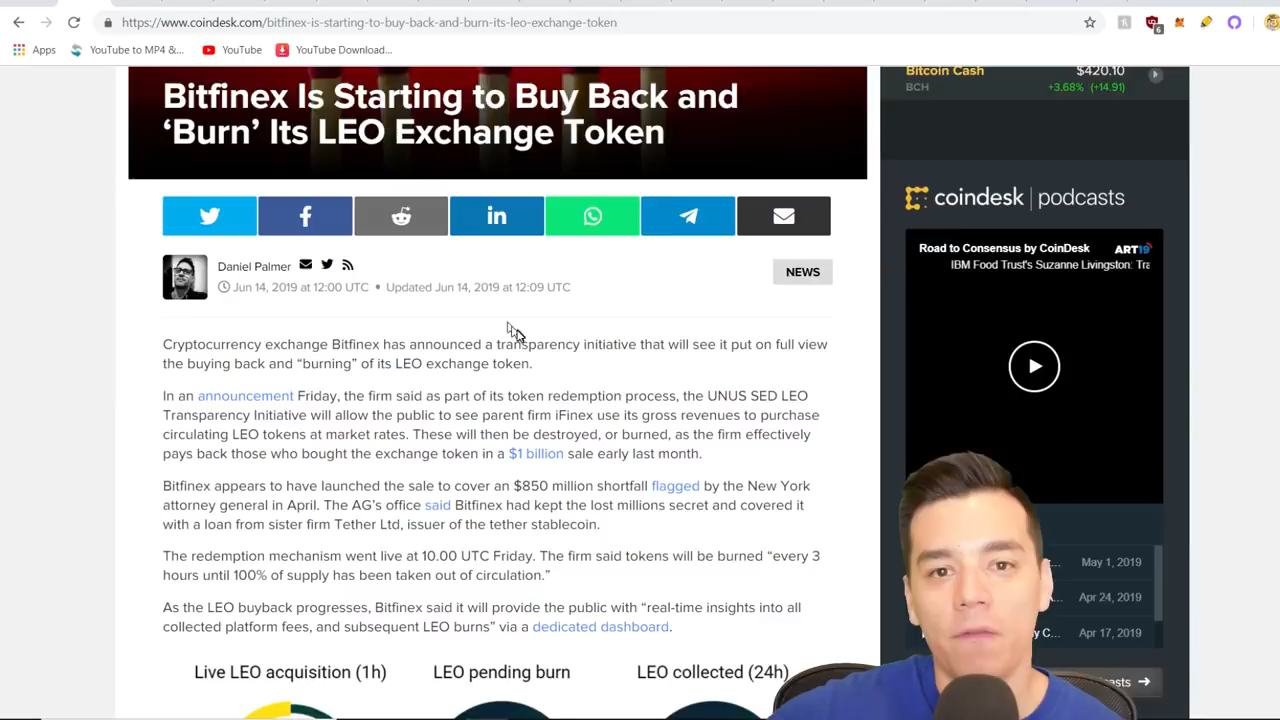 https://www.coindesk.com/bitfinex-is-starting-to-buy-back-and-burn-its-leo-exchange-token
6
Apps YouTube to MP4 &... YouTube YouTube Download...
Bitfinex Is Starting to Buy Back and
‘Burn’ Its LEO Exchange Token
Daniel Palmer
Jun 14, 2019 at 12:00 UTC • Updated Jun 14, 2019 at 12:09 UTC
NEWS
Cryptocurrency exchange Bitfinex has announced a transparency initiative that will see it put on full view
the buying back and “burning” of its LEO exchange token.
In an announcement Friday, the firm said as part of its token redemption process, the UNUS SED LEO
Transparency Initiative will allow the public to see parent firm iFinex use its gross revenues to purchase
circulating LEO tokens at market rates. These will then be destroyed, or burned, as the firm effectively
pays back those who bought the exchange token in a $1 billion sale early last month.
Bitfinex appears to have launched the sale to cover an $850 million shortfall flagged by the New York
attorney general in April. The AG’s office said Bitfinex had kept the lost millions secret and covered it
with a loan from sister firm Tether Ltd, issuer of the tether stablecoin.
The redemption mechanism went live at 10.00 UTC Friday. The firm said tokens will be burned “every 3
hours until 100% of supply has been taken out of circulation.”
As the LEO buyback progresses, Bitfinex said it will provide the public with “real-time insights into all
collected platform fees, and subsequent LEO burns” via a dedicated dashboard.
Live LEO acquisition (1h) LEO pending burn LEO collected (24h)
Bitcoin Cash $420.10
BCH +3.68% (+14.91)
coindesk | podcasts
Road to Consensus by CoinDesk ART19
IBM Food Trust's Suzanne Livingston: Tra
May 1, 2019
Apr 24, 2019
y C... Apr 17, 2019